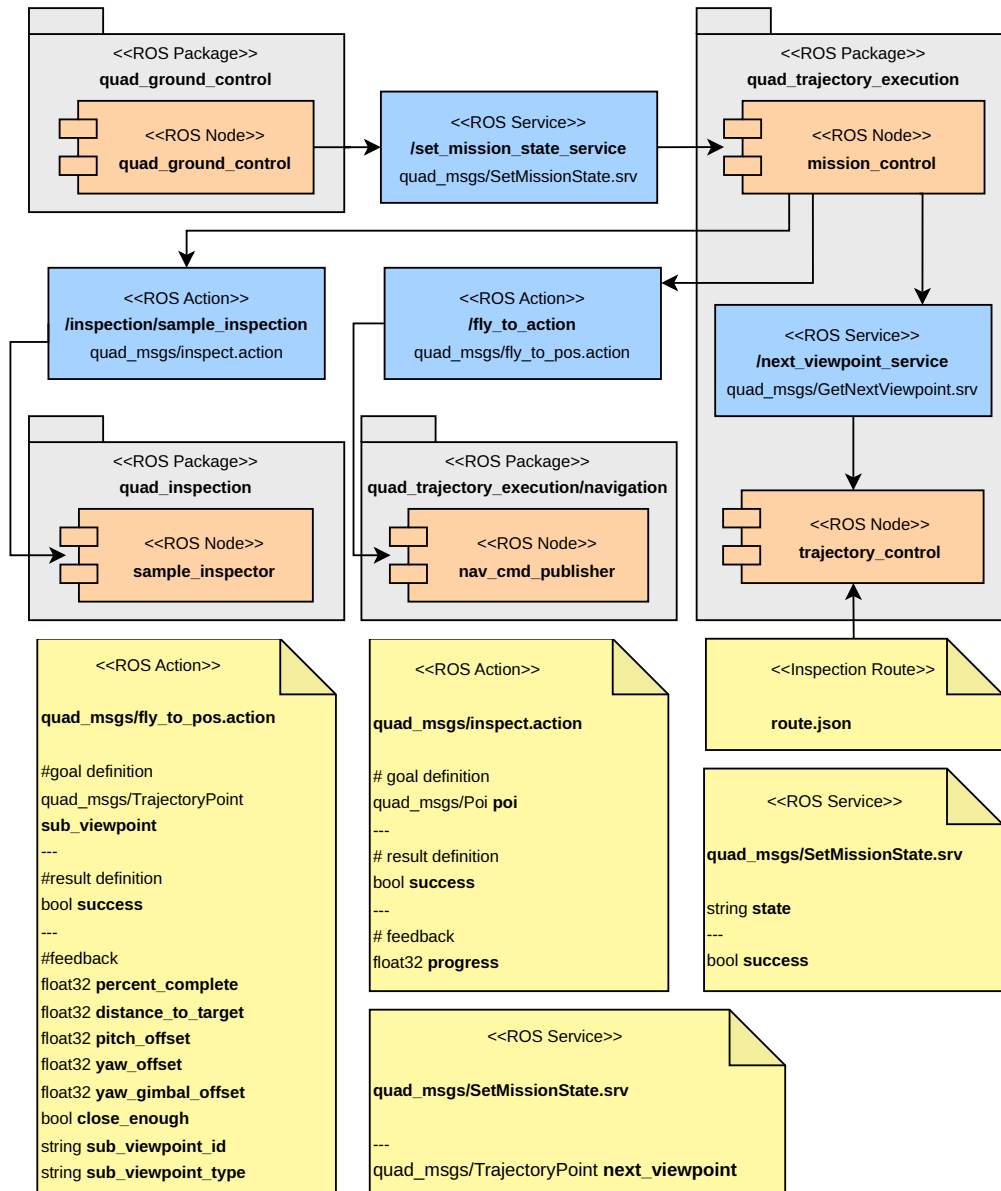 <<ROS Package>>
quad_ground_control
<<ROS Node>>
quad_ground_control
<<ROS Service>>
/set_mission_state_service
quad_msgs/SetMissionState.srv
<<ROS Package>>
quad_trajectory_execution
<<ROS Node>>
mission_control
<<ROS Action>>
/inspection/sample_inspection
quad_msgs/inspect.action
<<ROS Action>>
/fly_to_action
quad_msgs/fly_to_pos.action
<<ROS Service>>
/next_viewpoint_service
quad_msgs/GetNextViewpoint.srv
<<ROS Package>>
quad_inspection
<<ROS Node>>
sample_inspector
<<ROS Package>>
quad_trajectory_execution/navigation
<<ROS Node>>
nav_cmd_publisher
<<ROS Node>>
trajectory_control
<<ROS Action>>
quad_msgs/fly_to_pos.action
#goal definition
quad_msgs/TrajectoryPoint
sub_viewpoint
---
#result definition
bool success
---
#feedback
float32 percent_complete
float32 distance_to_target
float32 pitch_offset
float32 yaw_offset
float32 yaw_gimbal_offset
bool close_enough
string sub_viewpoint_id
string sub_viewpoint_type
<<ROS Action>>
quad_msgs/inspect.action
# goal definition
quad_msgs/Poi poi
---
# result definition
bool success
---
# feedback
float32 progress
<<Inspection Route>>
route.json
<<ROS Service>>
quad_msgs/SetMissionState.srv
string state
---
bool success
<<ROS Service>>
quad_msgs/SetMissionState.srv
---
quad_msgs/TrajectoryPoint next_viewpoint